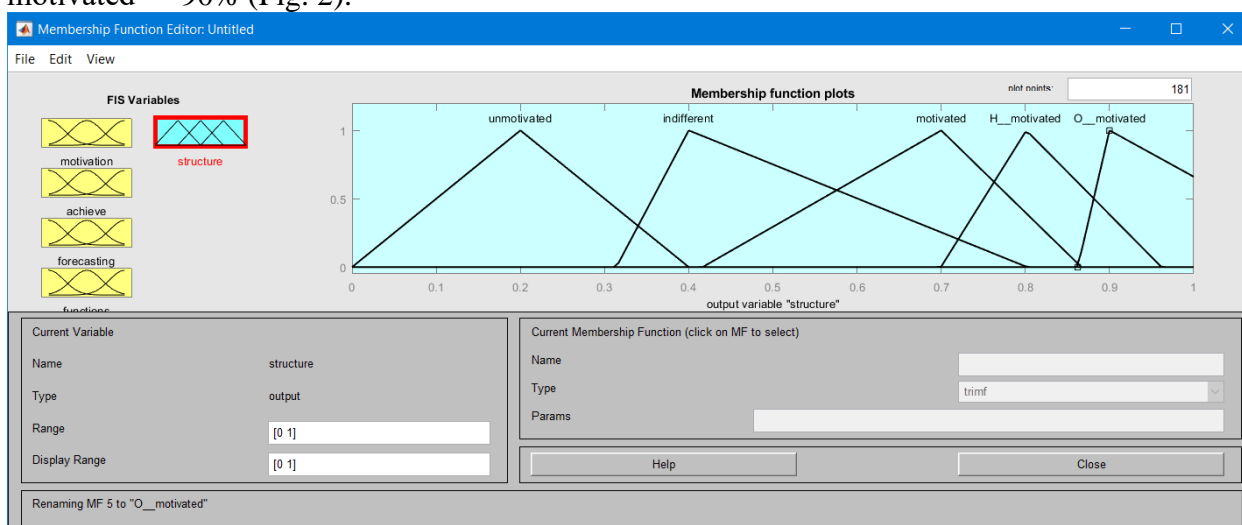 motivated – 90% (Fig. 2).
Membership Function Editor: Untitled
File Edit View
FIS Variables
motivation
structure
achieve
forecasting
functions
Membership function plots
plot points:
181
unmotivated
indifferent
motivated
H__motivated
O__motivated
1
0.5
0
0 0.1 0.2 0.3 0.4 0.5 0.6 0.7 0.8 0.9 1
output variable "structure"
Current Variable
Name structure
Type output
Range [0 1]
Display Range [0 1]
Current Membership Function (click on MF to select)
Name
Type trimf
Params
Help
Close
Renaming MF 5 to "O__motivated"